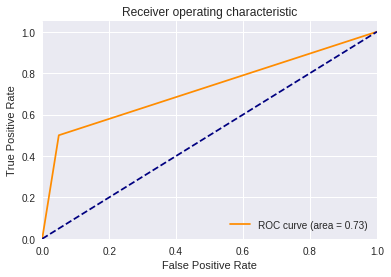 Receiver operating characteristic
True Positive Rate
1.0
0.8
0.6
0.4
0.2
0.0
ROC curve (area = 0.73)
0.0 0.2 0.4 0.6 0.8 1.0
False Positive Rate